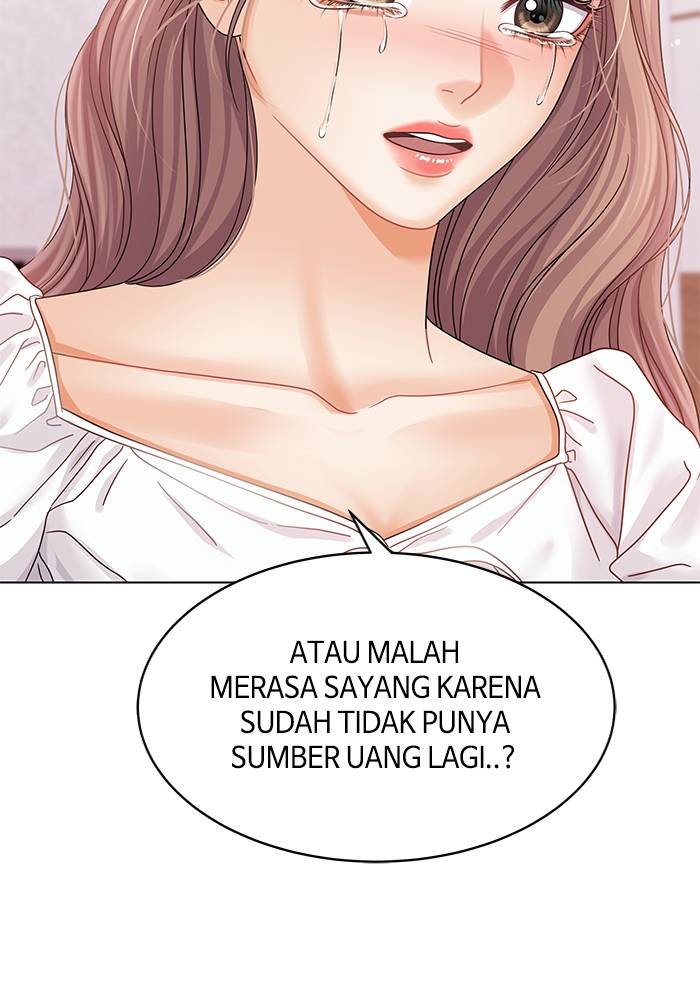 ATAU MALAH
MERASA SAYANG KARENA
SUDAH TIDAK PUNYA
SUMBER UANG LAGI..?